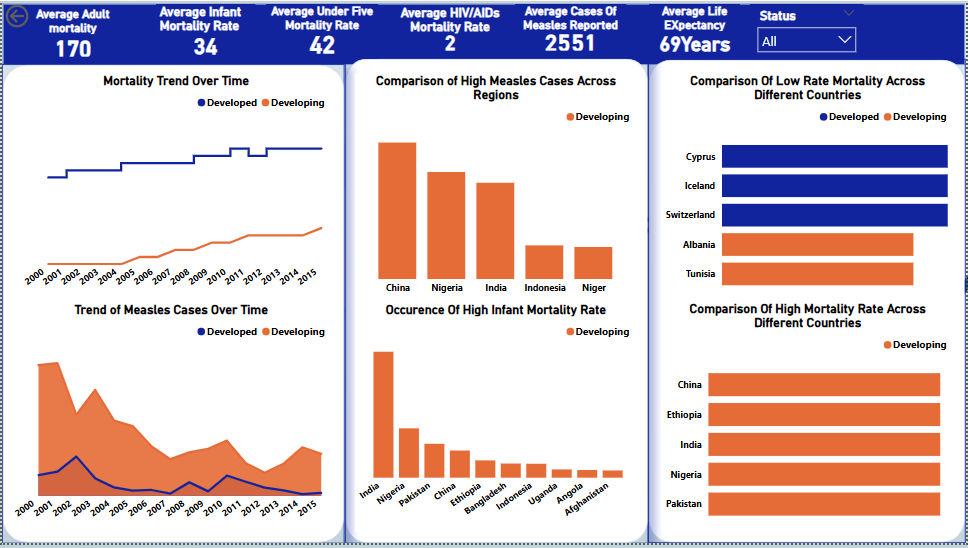 Average Adult
mortality
170
Average Infant
Mortality Rate
34
Average Under Five
Mortality Rate
42
Average HIV/AIDs
Mortality Rate
2
Average Cases Of
Measles Reported
2551
Average Life
EXpectancy
69Years
Status
All
Mortality Trend Over Time
Developed Developing
2000 2001 2002 2003 2004 2005 2006 2007 2008 2009 2010 2011 2012 2013 2014 2015
Comparison of High Measles Cases Across
Regions
Developing
China Nigeria India Indonesia Niger
Comparison Of Low Rate Mortality Across
Different Countries
Developed Developing
Cyprus
Iceland
Switzerland
Albania
Tunisia
Trend of Measles Cases Over Time
Developed Developing
2000 2001 2002 2003 2004 2005 2006 2007 2008 2009 2010 2011 2012 2013 2014 2015
Occurence Of High Infant Mortality Rate
Developing
India Nigeria Pakistan China Ethiopia Bangladesh Indonesia Uganda Angola Afghanistan
Comparison Of High Mortality Rate Across
Different Countries
Developing
China
Ethiopia
India
Nigeria
Pakistan